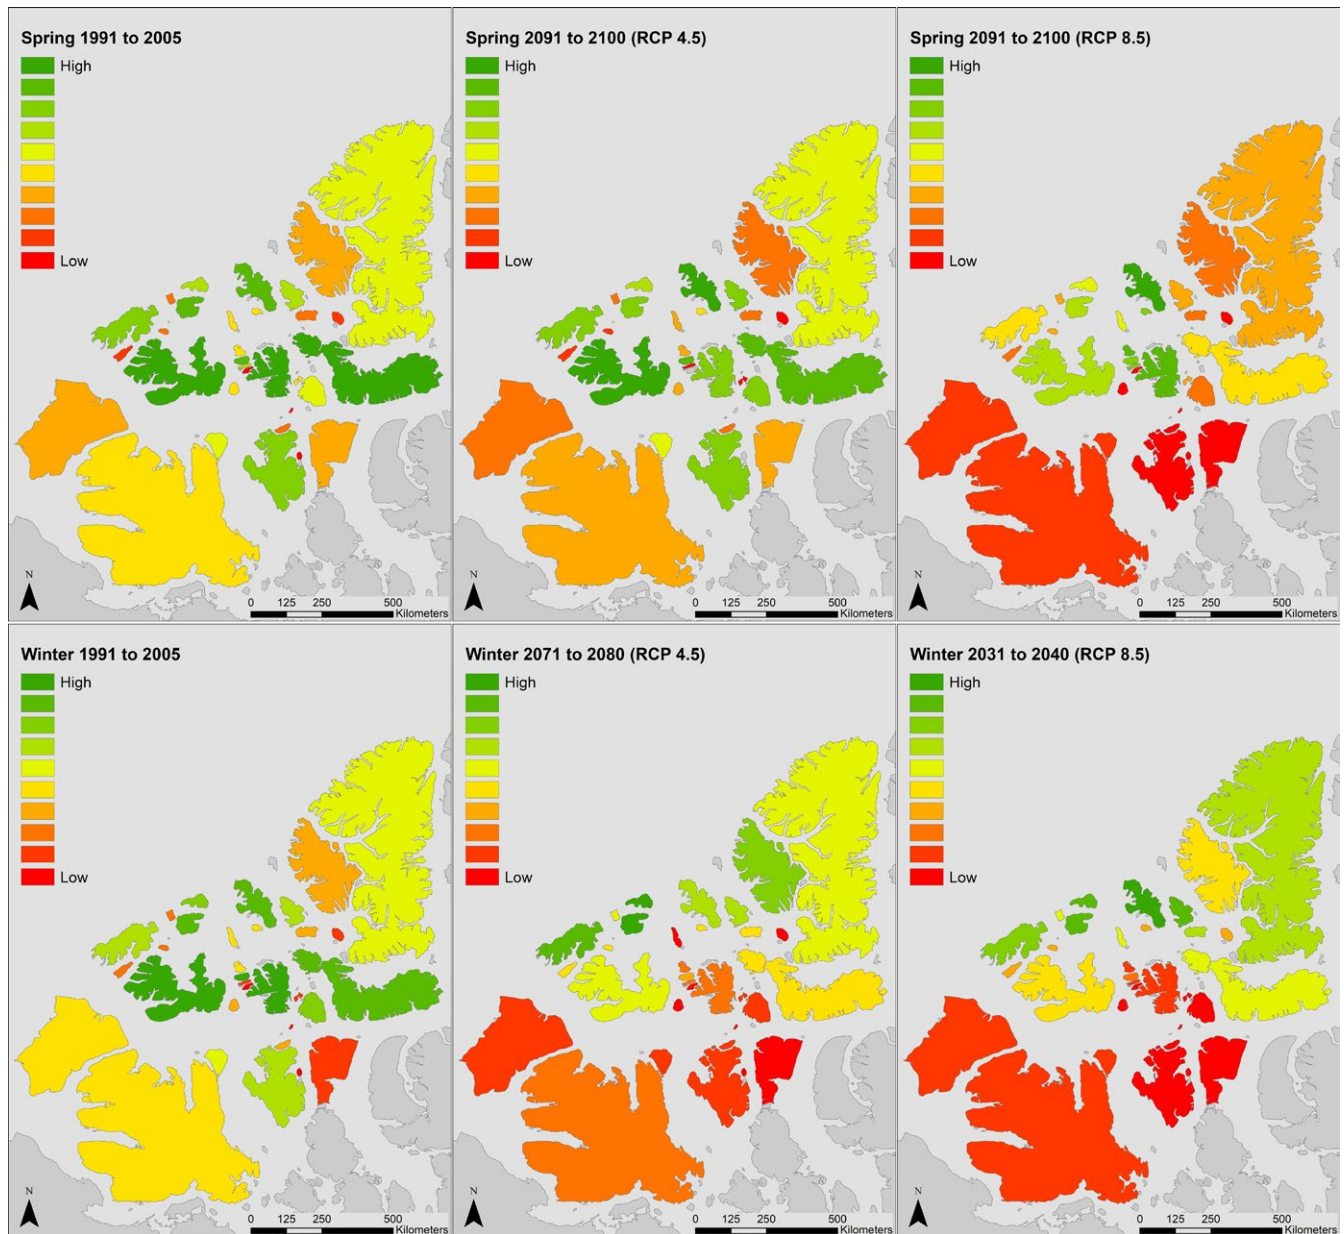 Spring 1991 to 2005
High
Low
N
0 125 250 500
Kilometers
Spring 2091 to 2100 (RCP 4.5)
High
Low
N
0 125 250 500
Kilometers
Spring 2091 to 2100 (RCP 8.5)
High
Low
N
0 125 250 500
Kilometers
Winter 1991 to 2005
High
Low
N
0 125 250 500
Kilometers
Winter 2071 to 2080 (RCP 4.5)
High
Low
N
0 125 250 500
Kilometers
Winter 2031 to 2040 (RCP 8.5)
High
Low
N
0 125 250 500
Kilometers